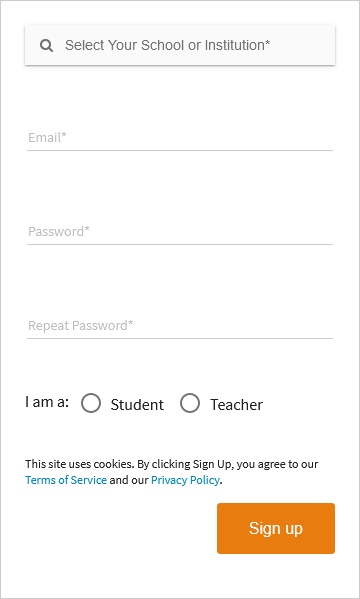 Select Your School or Institution*
Email*
Password*
Repeat Password*
I am a: Student Teacher
This site uses cookies. By clicking Sign Up, you agree to our
Terms of Service and our Privacy Policy.
Sign up